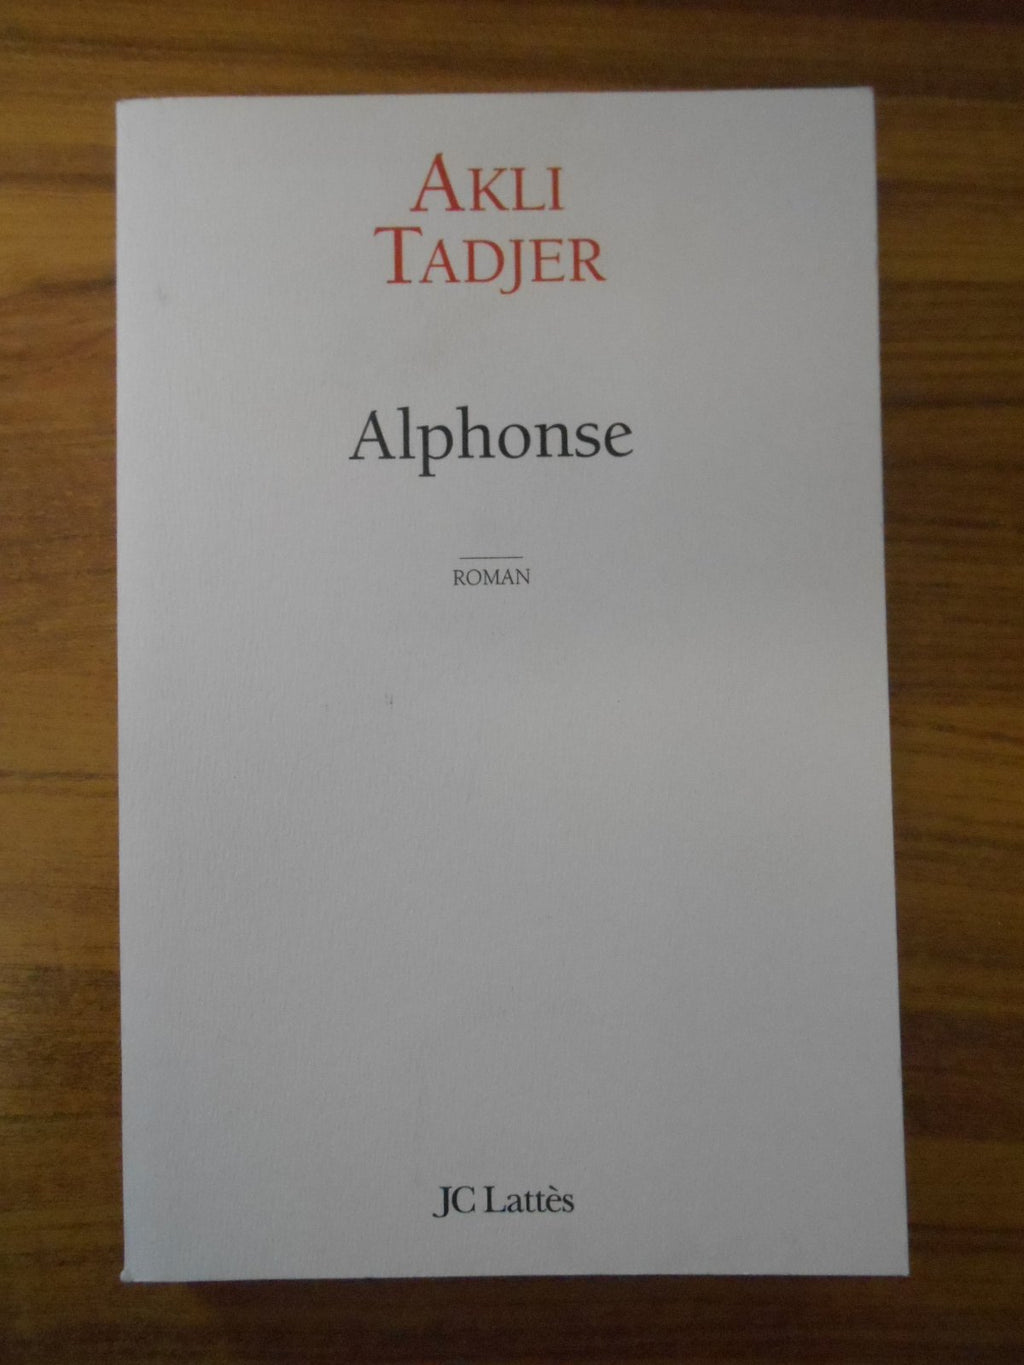 AKLI
TADJER
Alphonse
ROMAN
JC Lattès